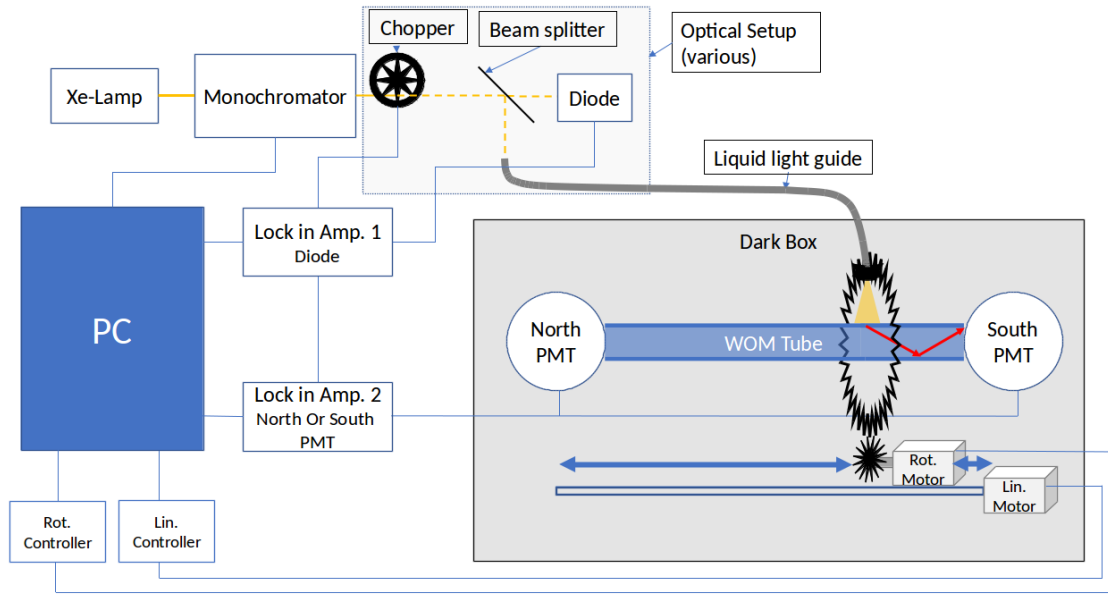 Chopper
Beam splitter
Optical Setup
(various)
Xe-Lamp
Monochromator
Diode
Liquid light guide
Lock in Amp. 1
Diode
Dark Box
PC
North
PMT
WOM Tube
South
PMT
Lock in Amp. 2
North Or South
PMT
Rot.
Motor
Lin.
Motor
Rot.
Controller
Lin.
Controller